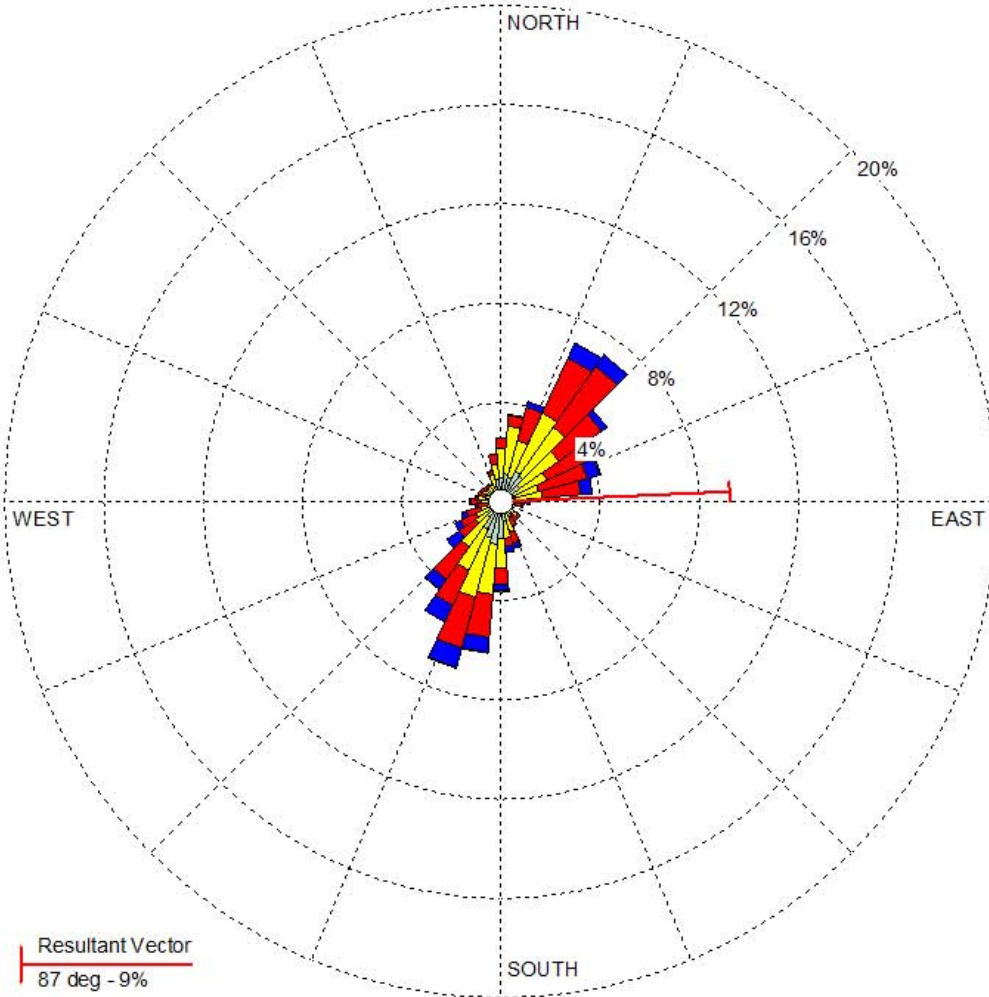 NORTH
20%
16%
12%
8%
4%
WEST
EAST
Resultant Vector
87 deg - 9%
SOUTH